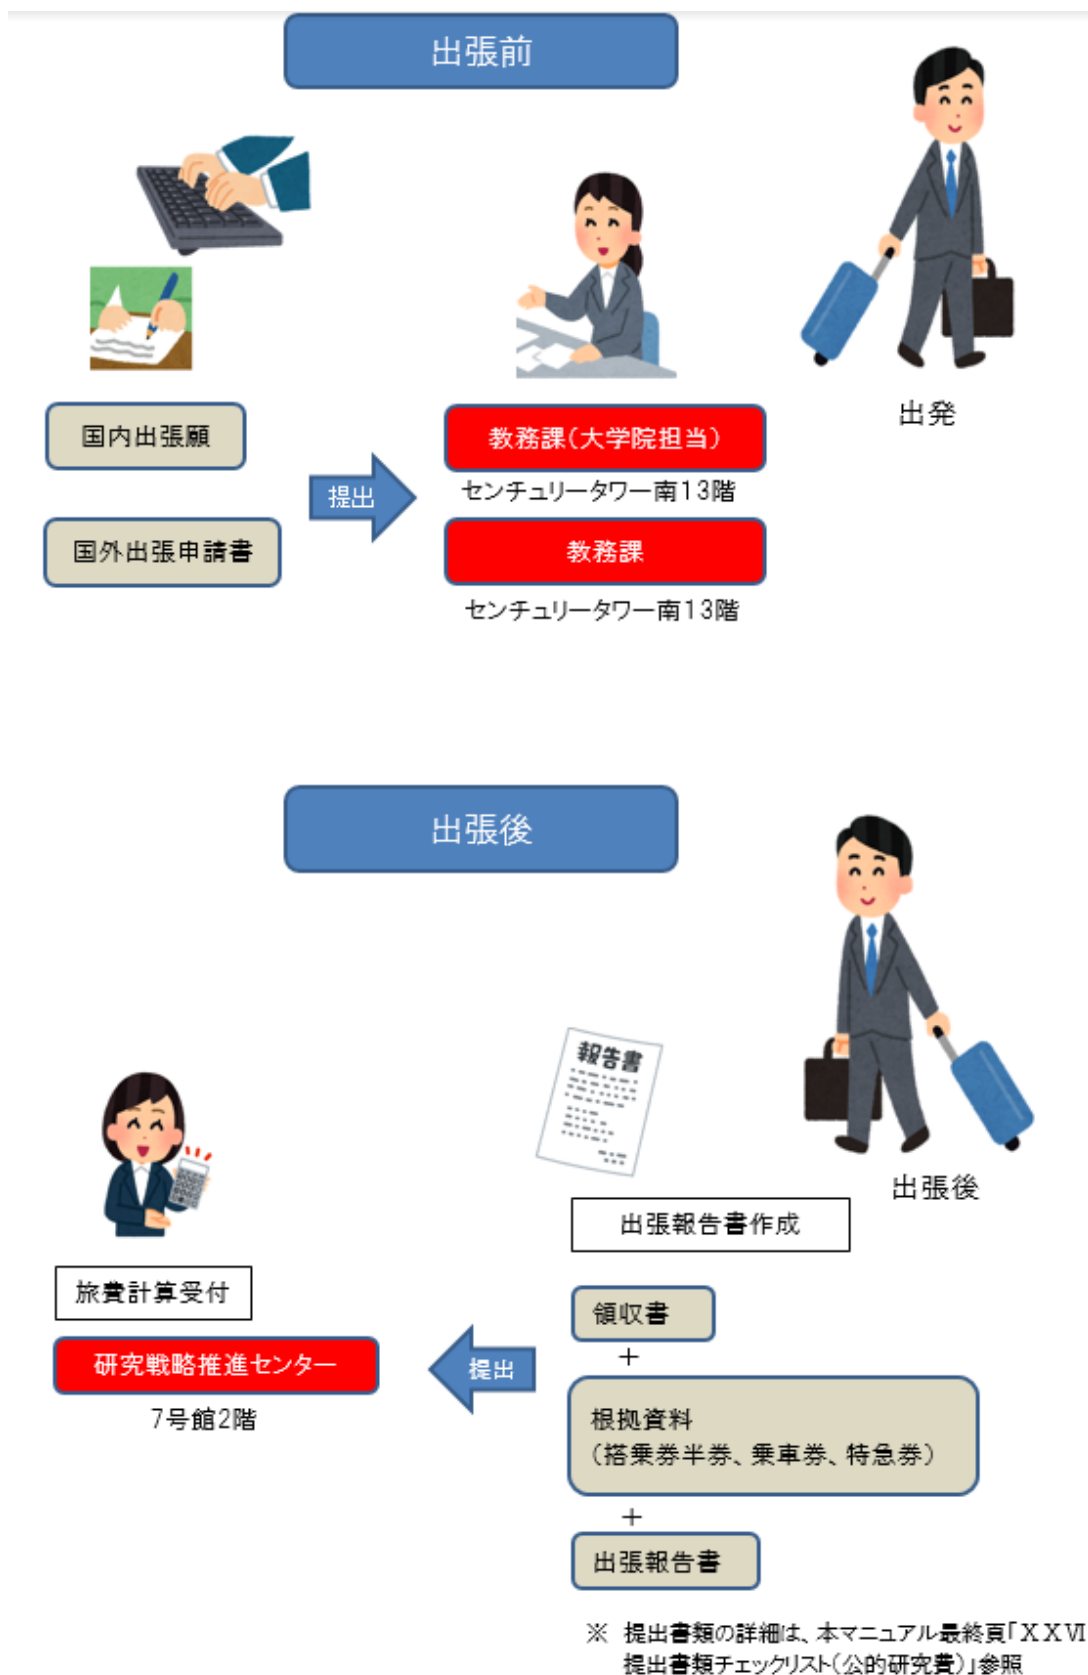 出張前
出発
国内出張願
国外出張申請書
提出
教務課（大学院担当）
センチュリータワー南13階
教務課
センチュリータワー南13階
出張後
出張後
報告書
出張報告書作成
領収書
＋
根拠資料
（搭乗券半券、乗車券、特急券）
＋
出張報告書
提出
旅費計算受付
研究戦略推進センター
7号館2階
※ 提出書類の詳細は、本マニュアル最終頁「ＸＸⅥ
提出書類チェックリスト（公的研究費）」参照